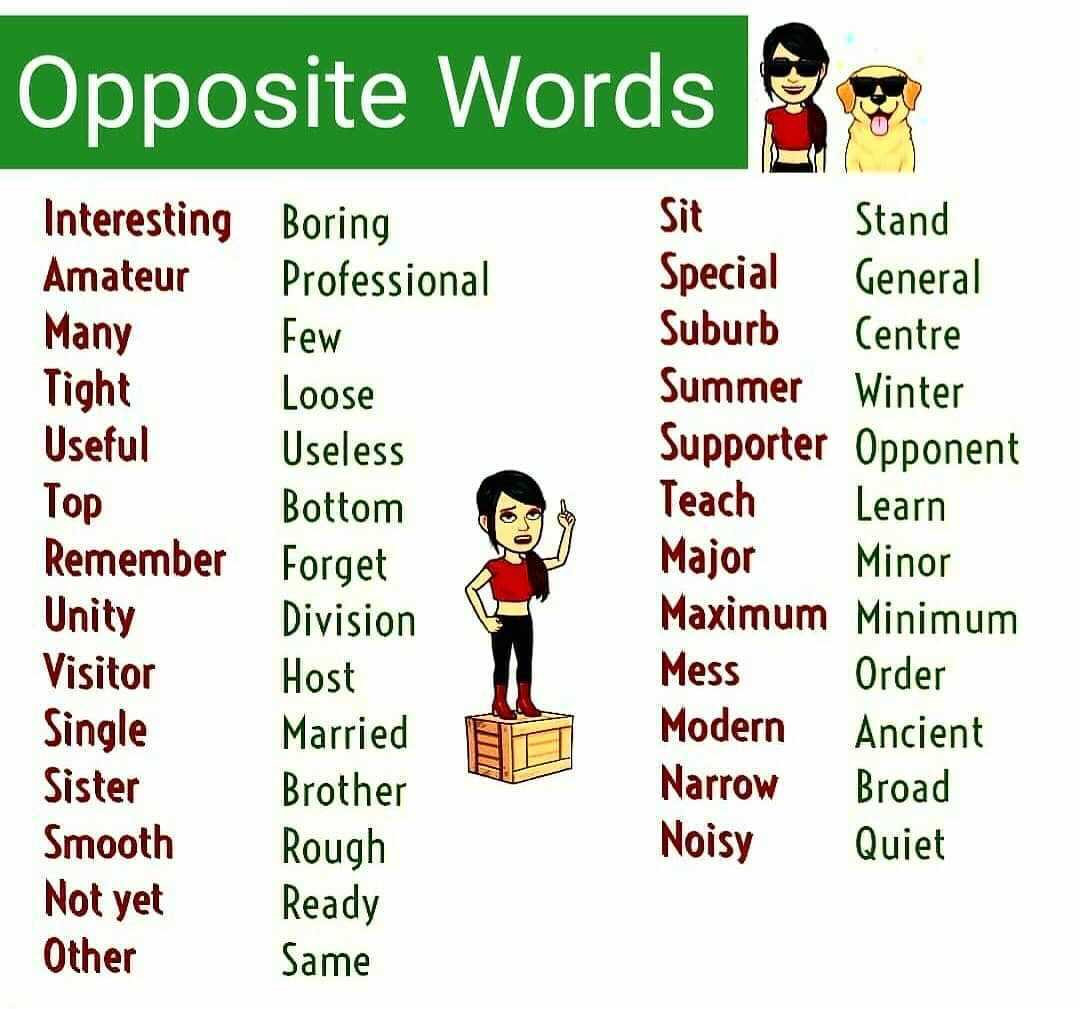 Opposite Words
Interesting Boring
Amateur Professional
Many Few
Tight Loose
Useful Useless
Top Bottom
Remember Forget
Unity Division
Visitor Host
Single Married
Sister Brother
Smooth Rough
Not yet Ready
Other Same
Sit Stand
Special General
Suburb Centre
Summer Winter
Supporter Opponent
Teach Learn
Major Minor
Maximum Minimum
Mess Order
Modern Ancient
Narrow Broad
Noisy Quiet